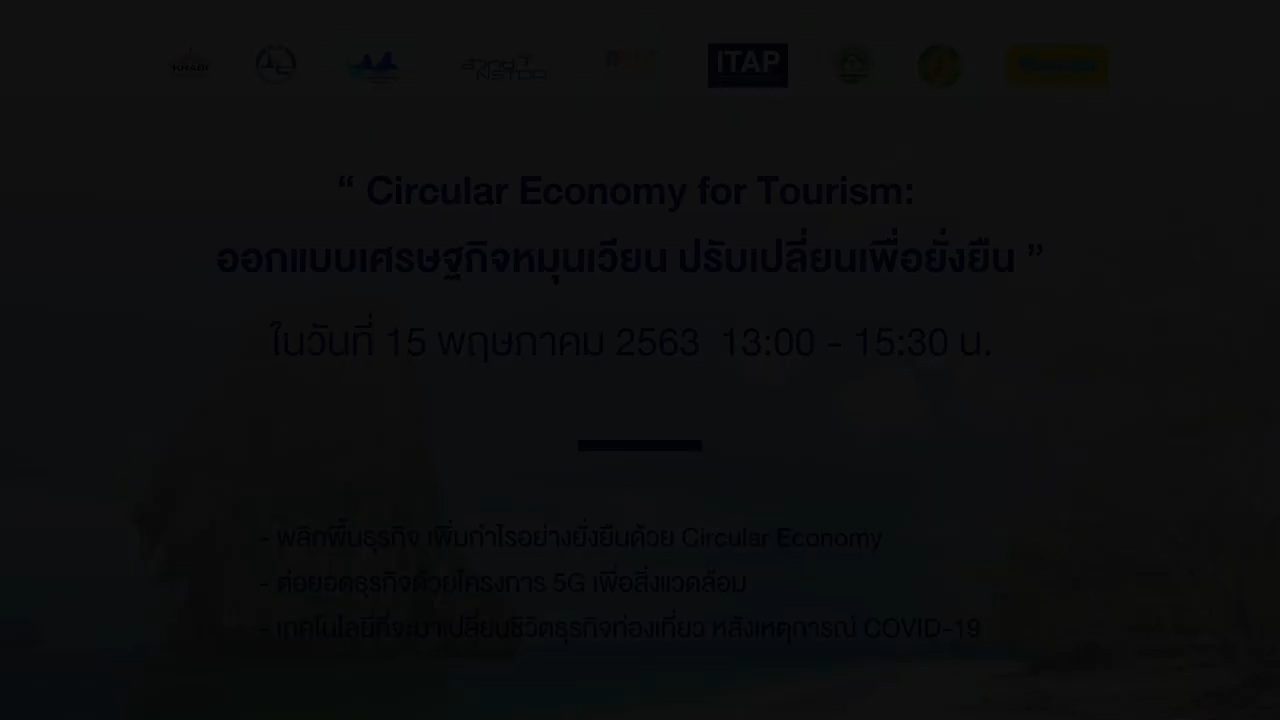 สวทช
NSTDA
ITAP
“ Circular Economy for Tourism:
ออกแบบเศรษฐกิจหมุนเวียน ปรับเปลี่ยนเพื่อยั่งยืน ”
ในวันที่ 15 พฤษภาคม 2563 13:00 - 15:30 น.
- พลิกฟื้นธุรกิจ เพิ่มกำไรอย่างยั่งยืนด้วย Circular Economy
- ต่อยอดธุรกิจด้วยโครงการ 5G เพื่อสิ่งแวดล้อม
- เทคโนโลยีที่จะมาเปลี่ยนชีวิตธุรกิจท่องเที่ยว หลังเหตุการณ์ COVID-19